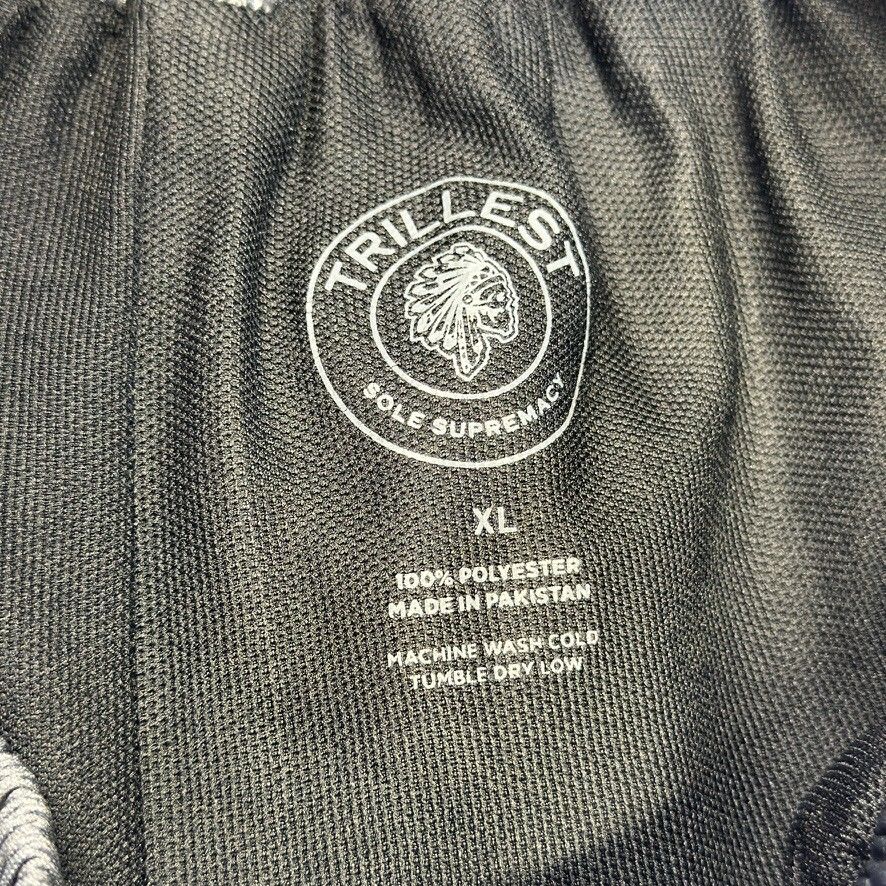 TRILLEST
SOLE SUPREMACY
XL
100% POLYESTER
MADE IN PAKISTAN
MACHINE WASH COLD
TUMBLE DRY LOW